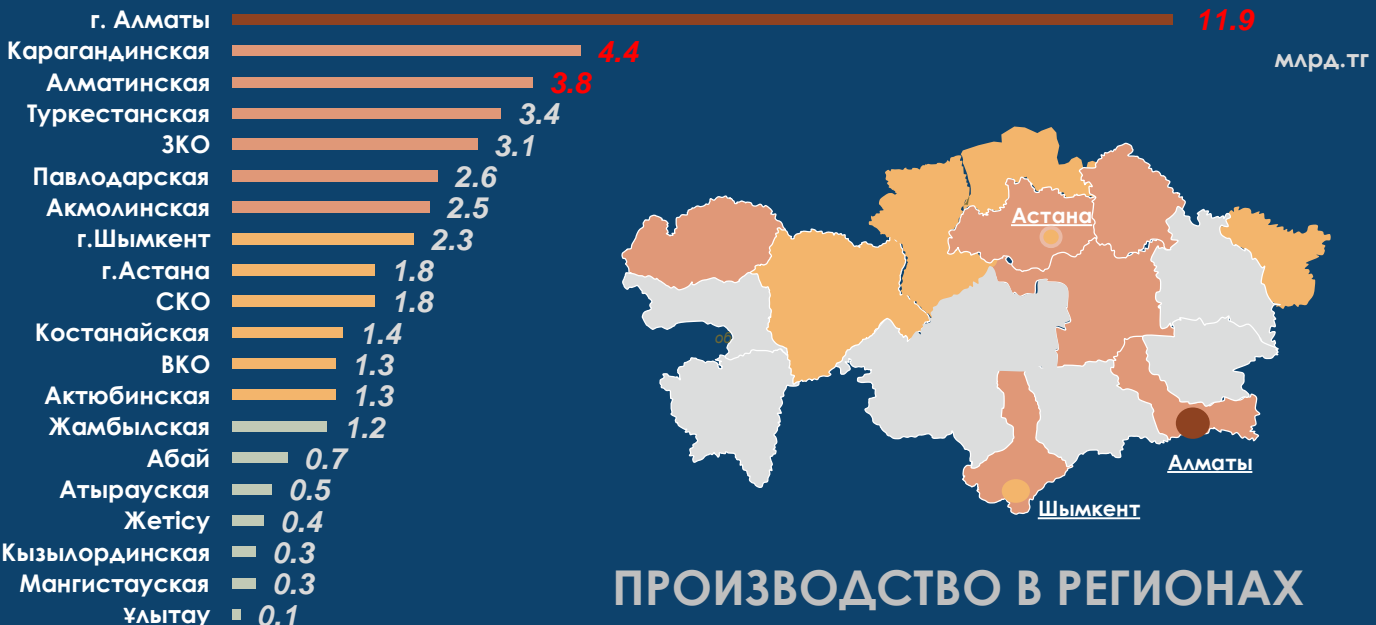 г. Алматы 11.9
Карагандинская 4.4
млрд.тг
Алматинская 3.8
Туркестанская 3.4
ЗКО 3.1
Павлодарская 2.6
Акмолинская 2.5
г.Шымкент 2.3
г.Астана 1.8
СКО 1.8
Костанайская 1.4
ВКО 1.3
Актюбинская 1.3
Жамбылская 1.2
Абай 0.7
Атырауская 0.5
Жетісу 0.4
Кызылординская 0.3
Мангистауская 0.3
Ұлытау 0.1
Астана
Алматы
Шымкент
ПРОИЗВОДСТВО В РЕГИОНАХ